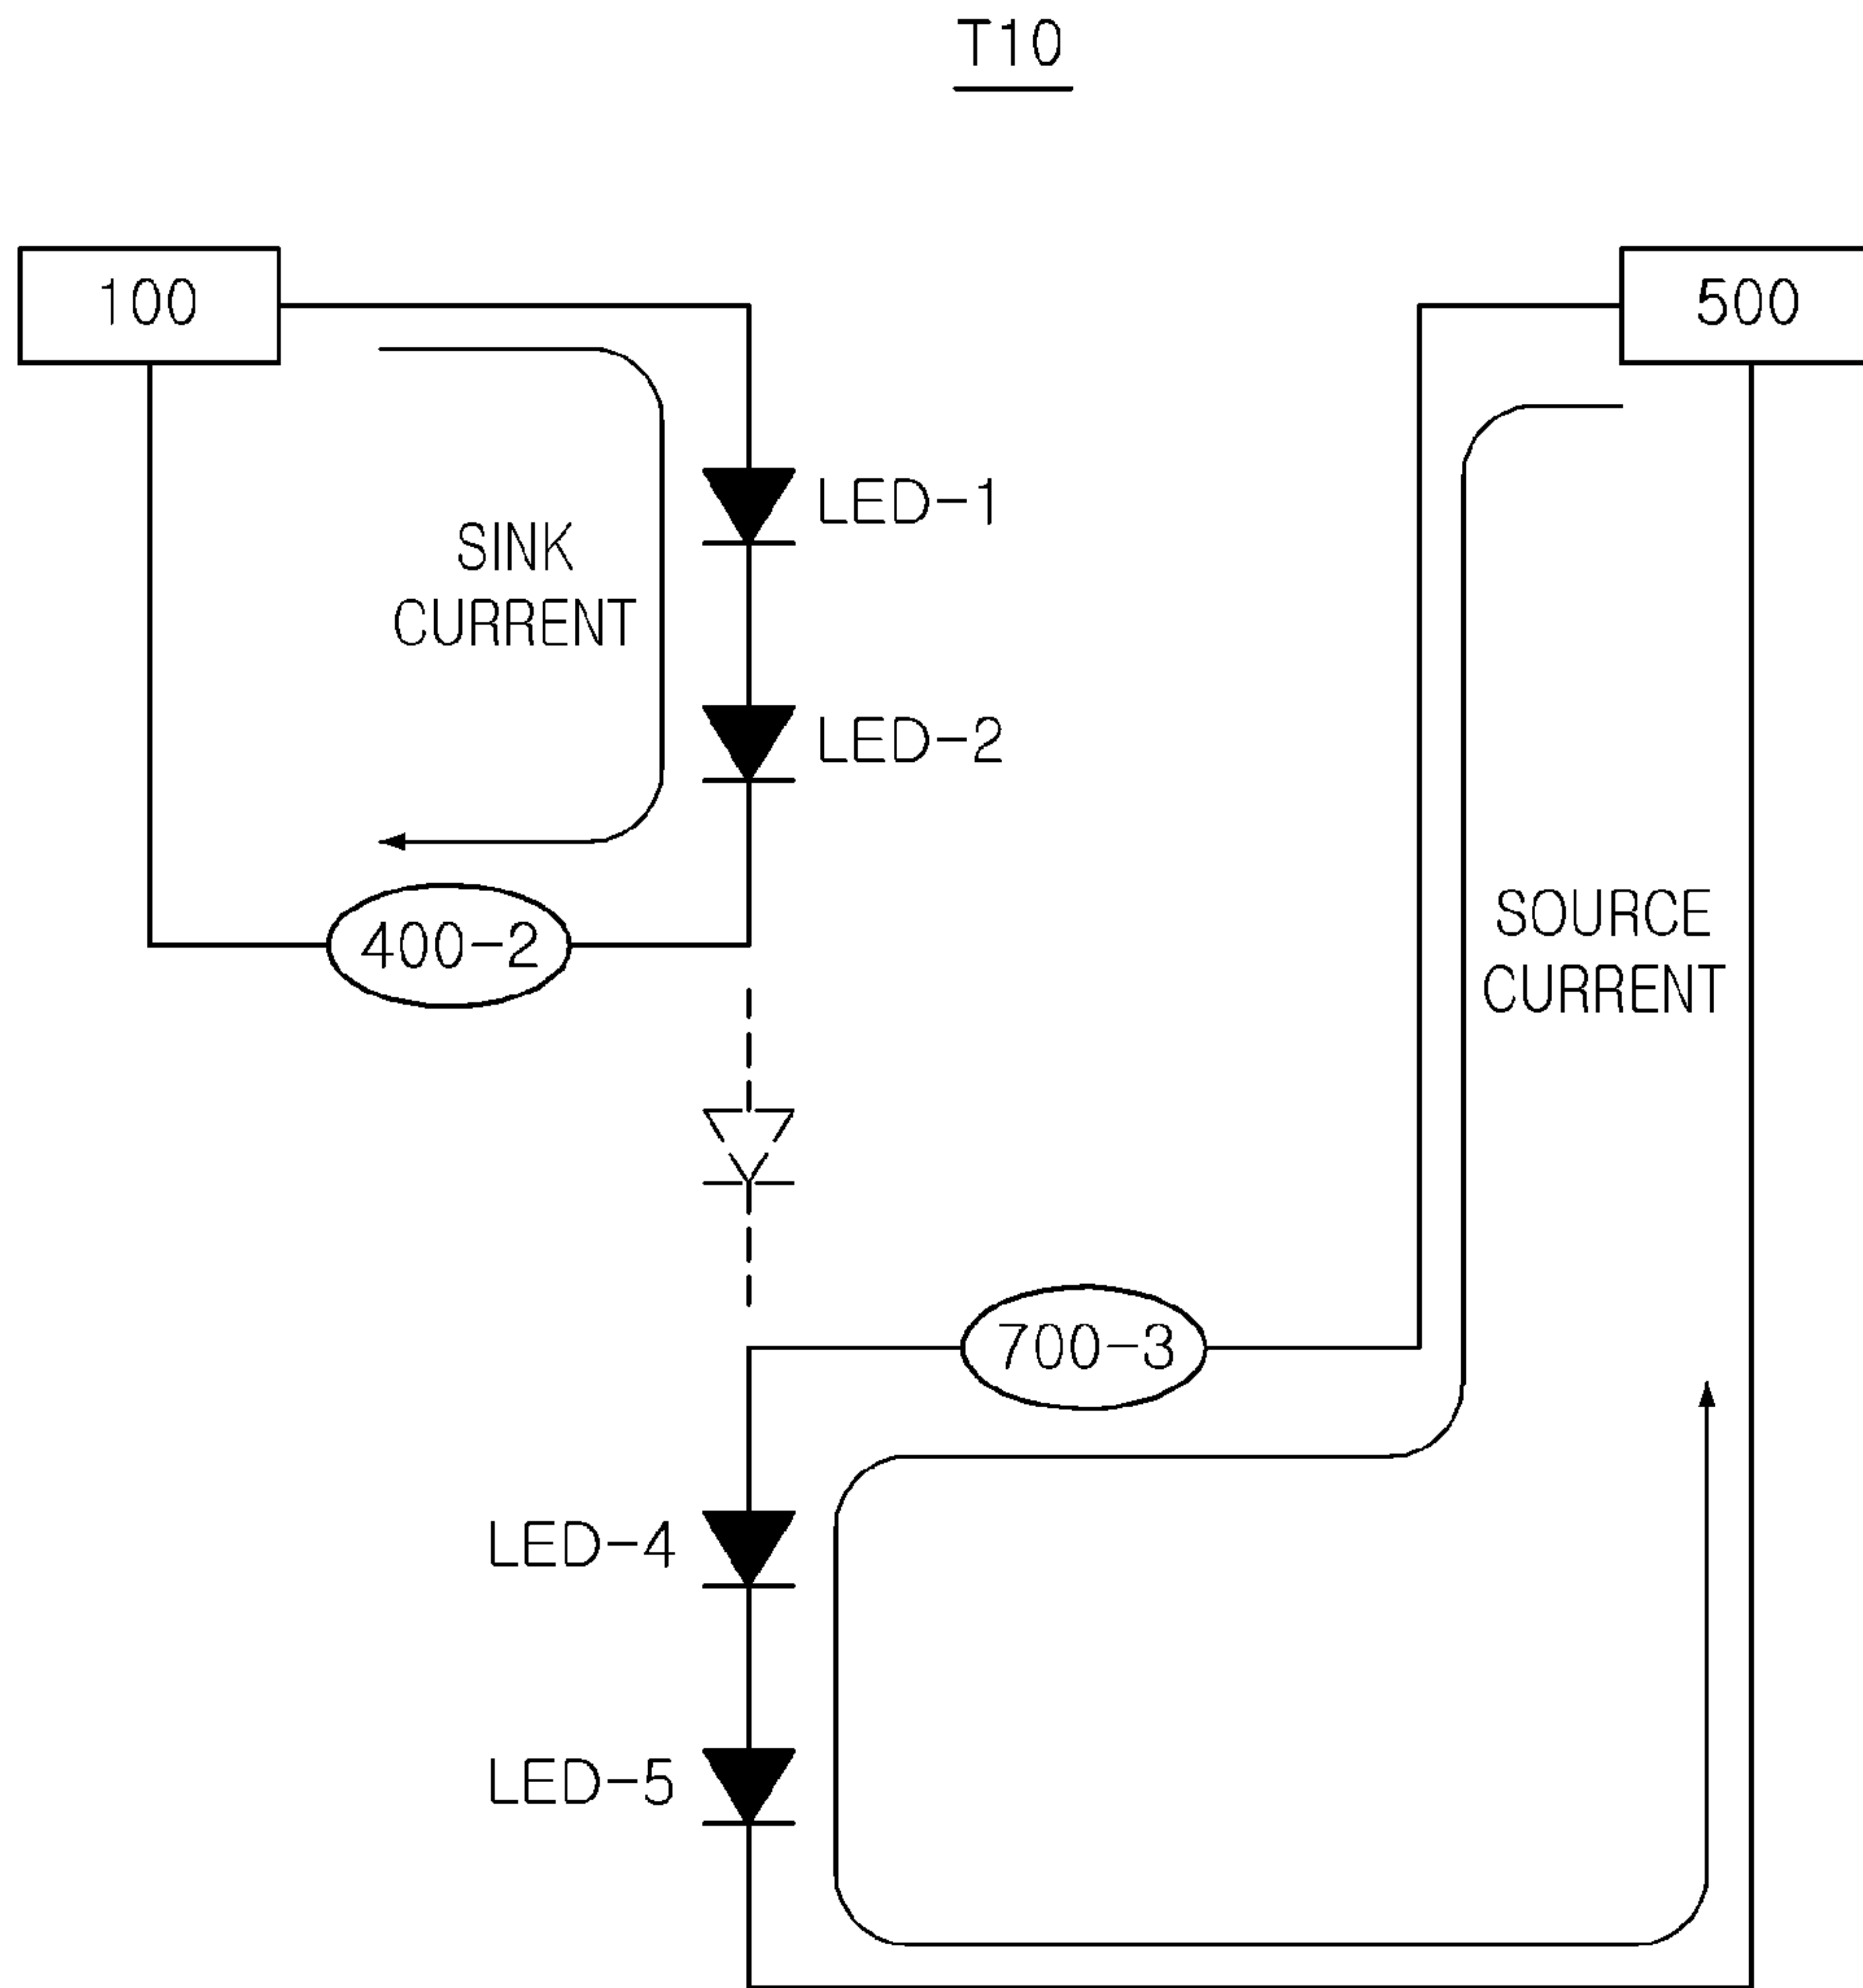 T10
100
500
LED-1
SINK
CURRENT
LED-2
400-2
SOURCE
CURRENT
700-3
LED-4
LED-5